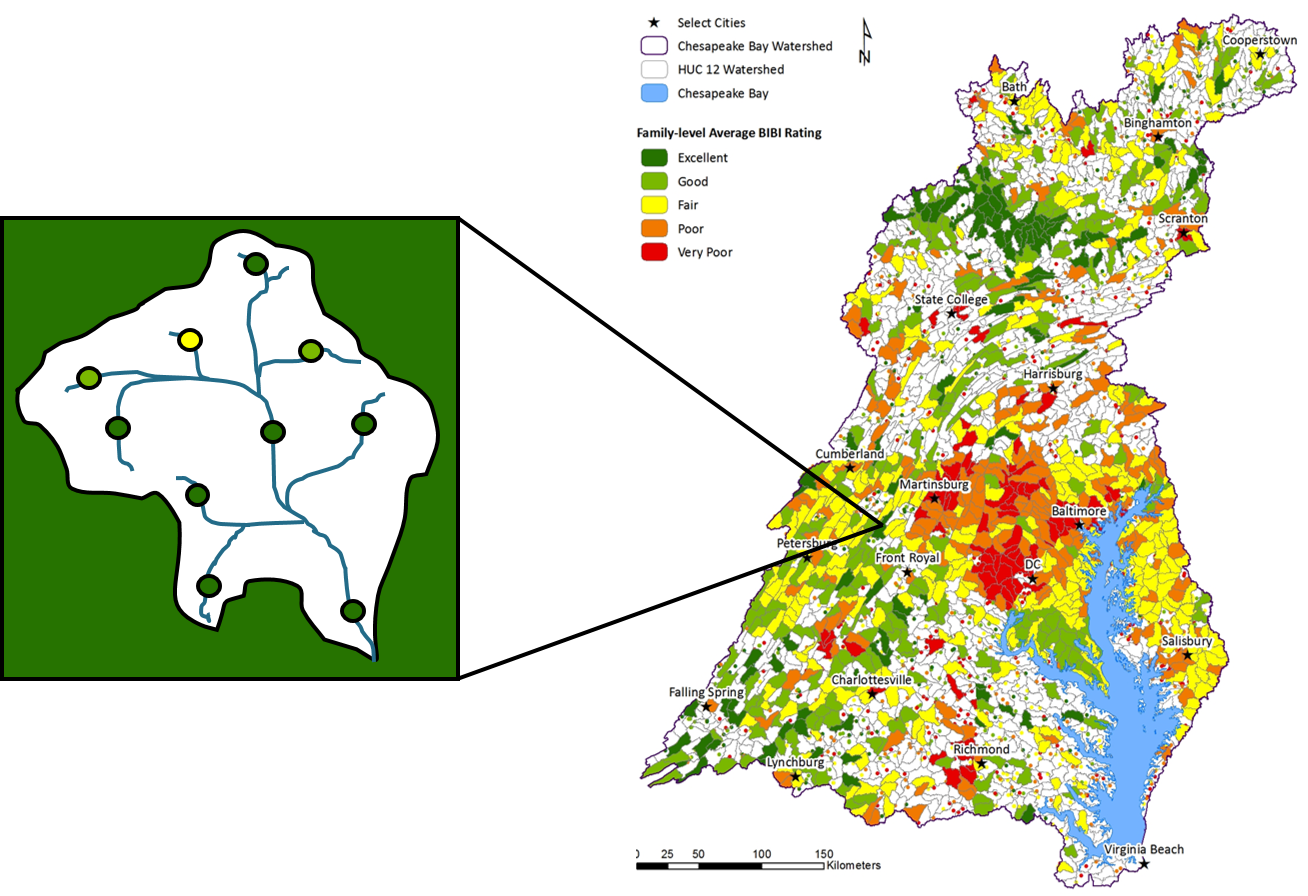 Select Cities
Chesapeake Bay Watershed
HUC 12 Watershed
Chesapeake Bay
N
Family-level Average BIBI Rating
Excellent
Good
Fair
Poor
Very Poor
Cooperstown
Bath
Binghamton
Scranton
State College
Harrisburg
Cumberland
Martinsburg
Baltimore
Petersburg
Front Royal
DC
Salisbury
Charlottesville
Falling Spring
Richmond
Lynchburg
Virginia Beach
0 25 50 100 150
Kilometers